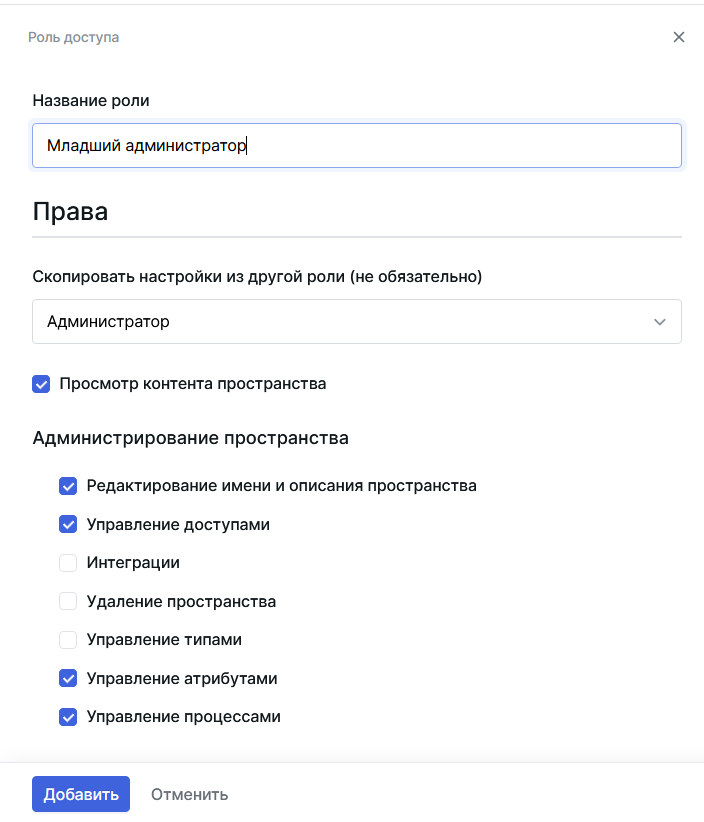 Роль доступа
Название роли
Младший администратор
Права
Скопировать настройки из другой роли (не обязательно)
Администратор
Просмотр контента пространства
Администрирование пространства
Редактирование имени и описания пространства
Управление доступами
Интеграции
Удаление пространства
Управление типами
Управление атрибутами
Управление процессами
Добавить Отменить